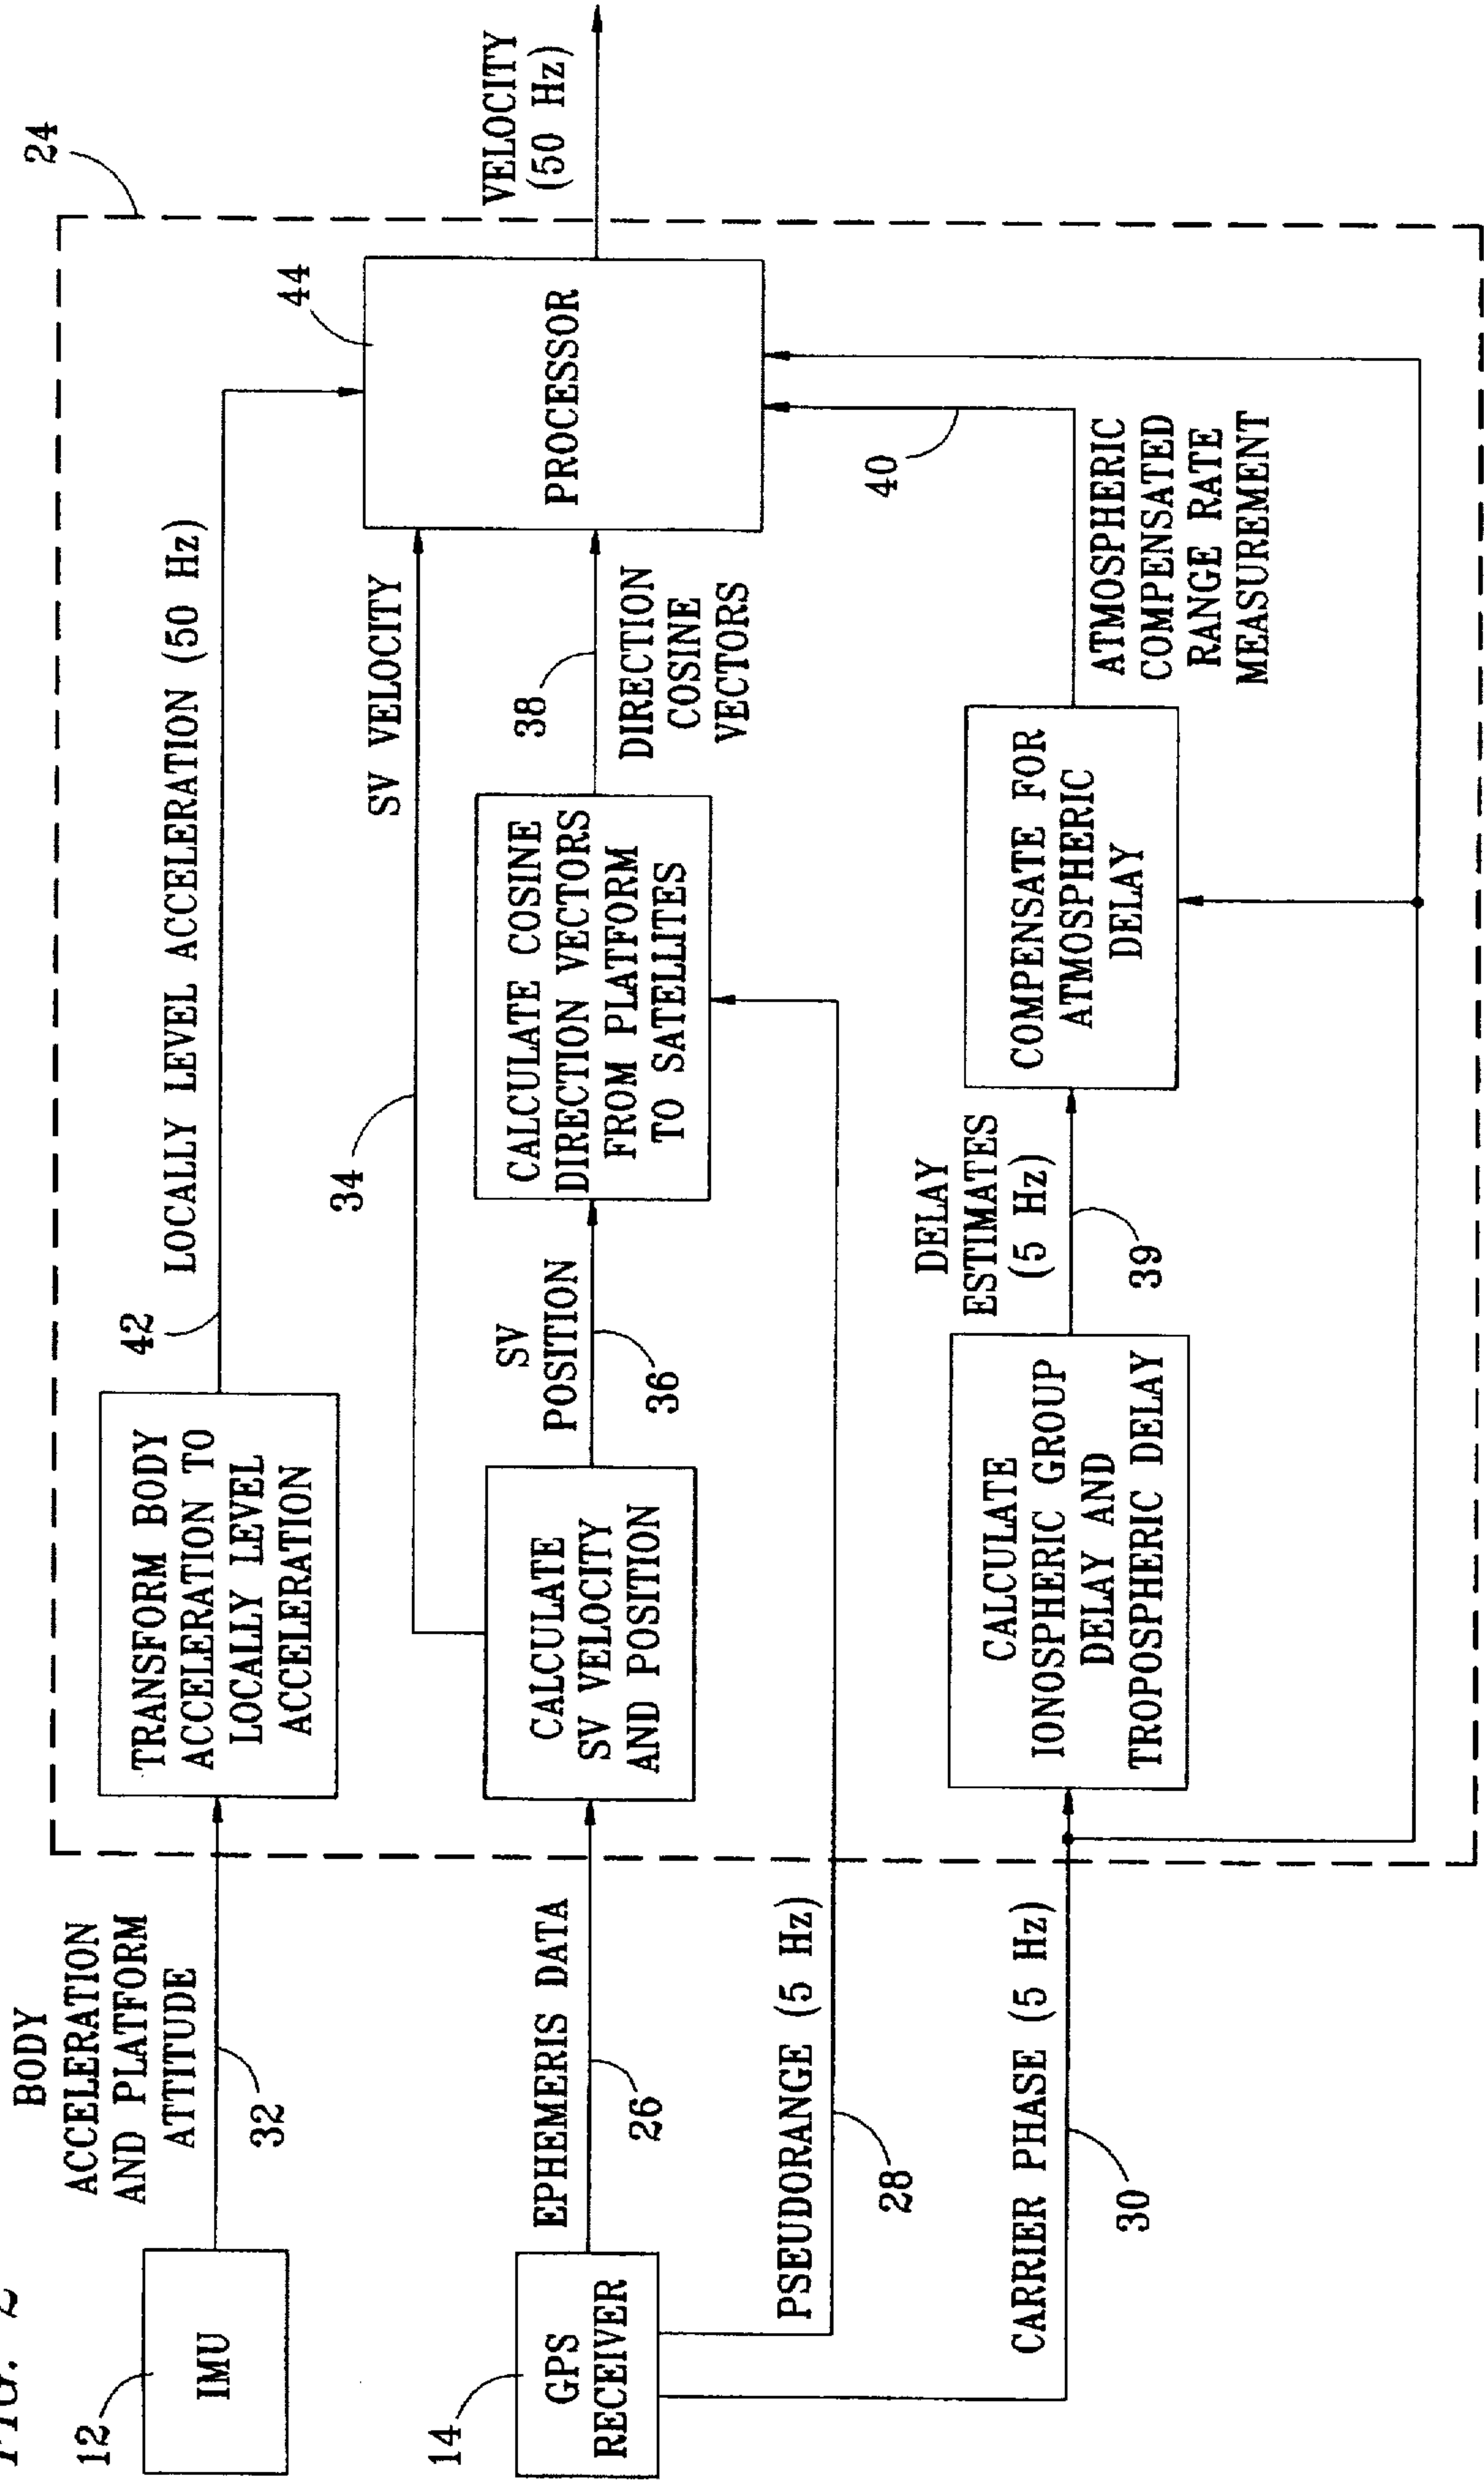 FIG. 2
12
IMU
BODY
ACCELERATION
AND PLATFORM
ATTITUDE
32
TRANSFORM BODY
ACCELERATION TO
LOCALLY LEVEL
ACCELERATION
42
LOCALLY LEVEL ACCELERATION (50 Hz)
24
14
GPS
RECEIVER
EPHEMERIS DATA
26
CALCULATE
SV VELOCITY
AND POSITION
34
SV VELOCITY
SV
POSITION
36
CALCULATE COSINE
DIRECTION VECTORS
FROM PLATFORM
TO SATELLITES
38
DIRECTION
COSINE
VECTORS
44
PROCESSOR
VELOCITY
(50 Hz)
PSEUDORANGE (5 Hz)
28
CARRIER PHASE (5 Hz)
30
CALCULATE
IONOSPHERIC GROUP
DELAY AND
TROPOSPHERIC DELAY
DELAY
ESTIMATES
(5 Hz)
39
COMPENSATE FOR
ATMOSPHERIC
DELAY
40
ATMOSPHERIC
COMPENSATED
RANGE RATE
MEASUREMENT